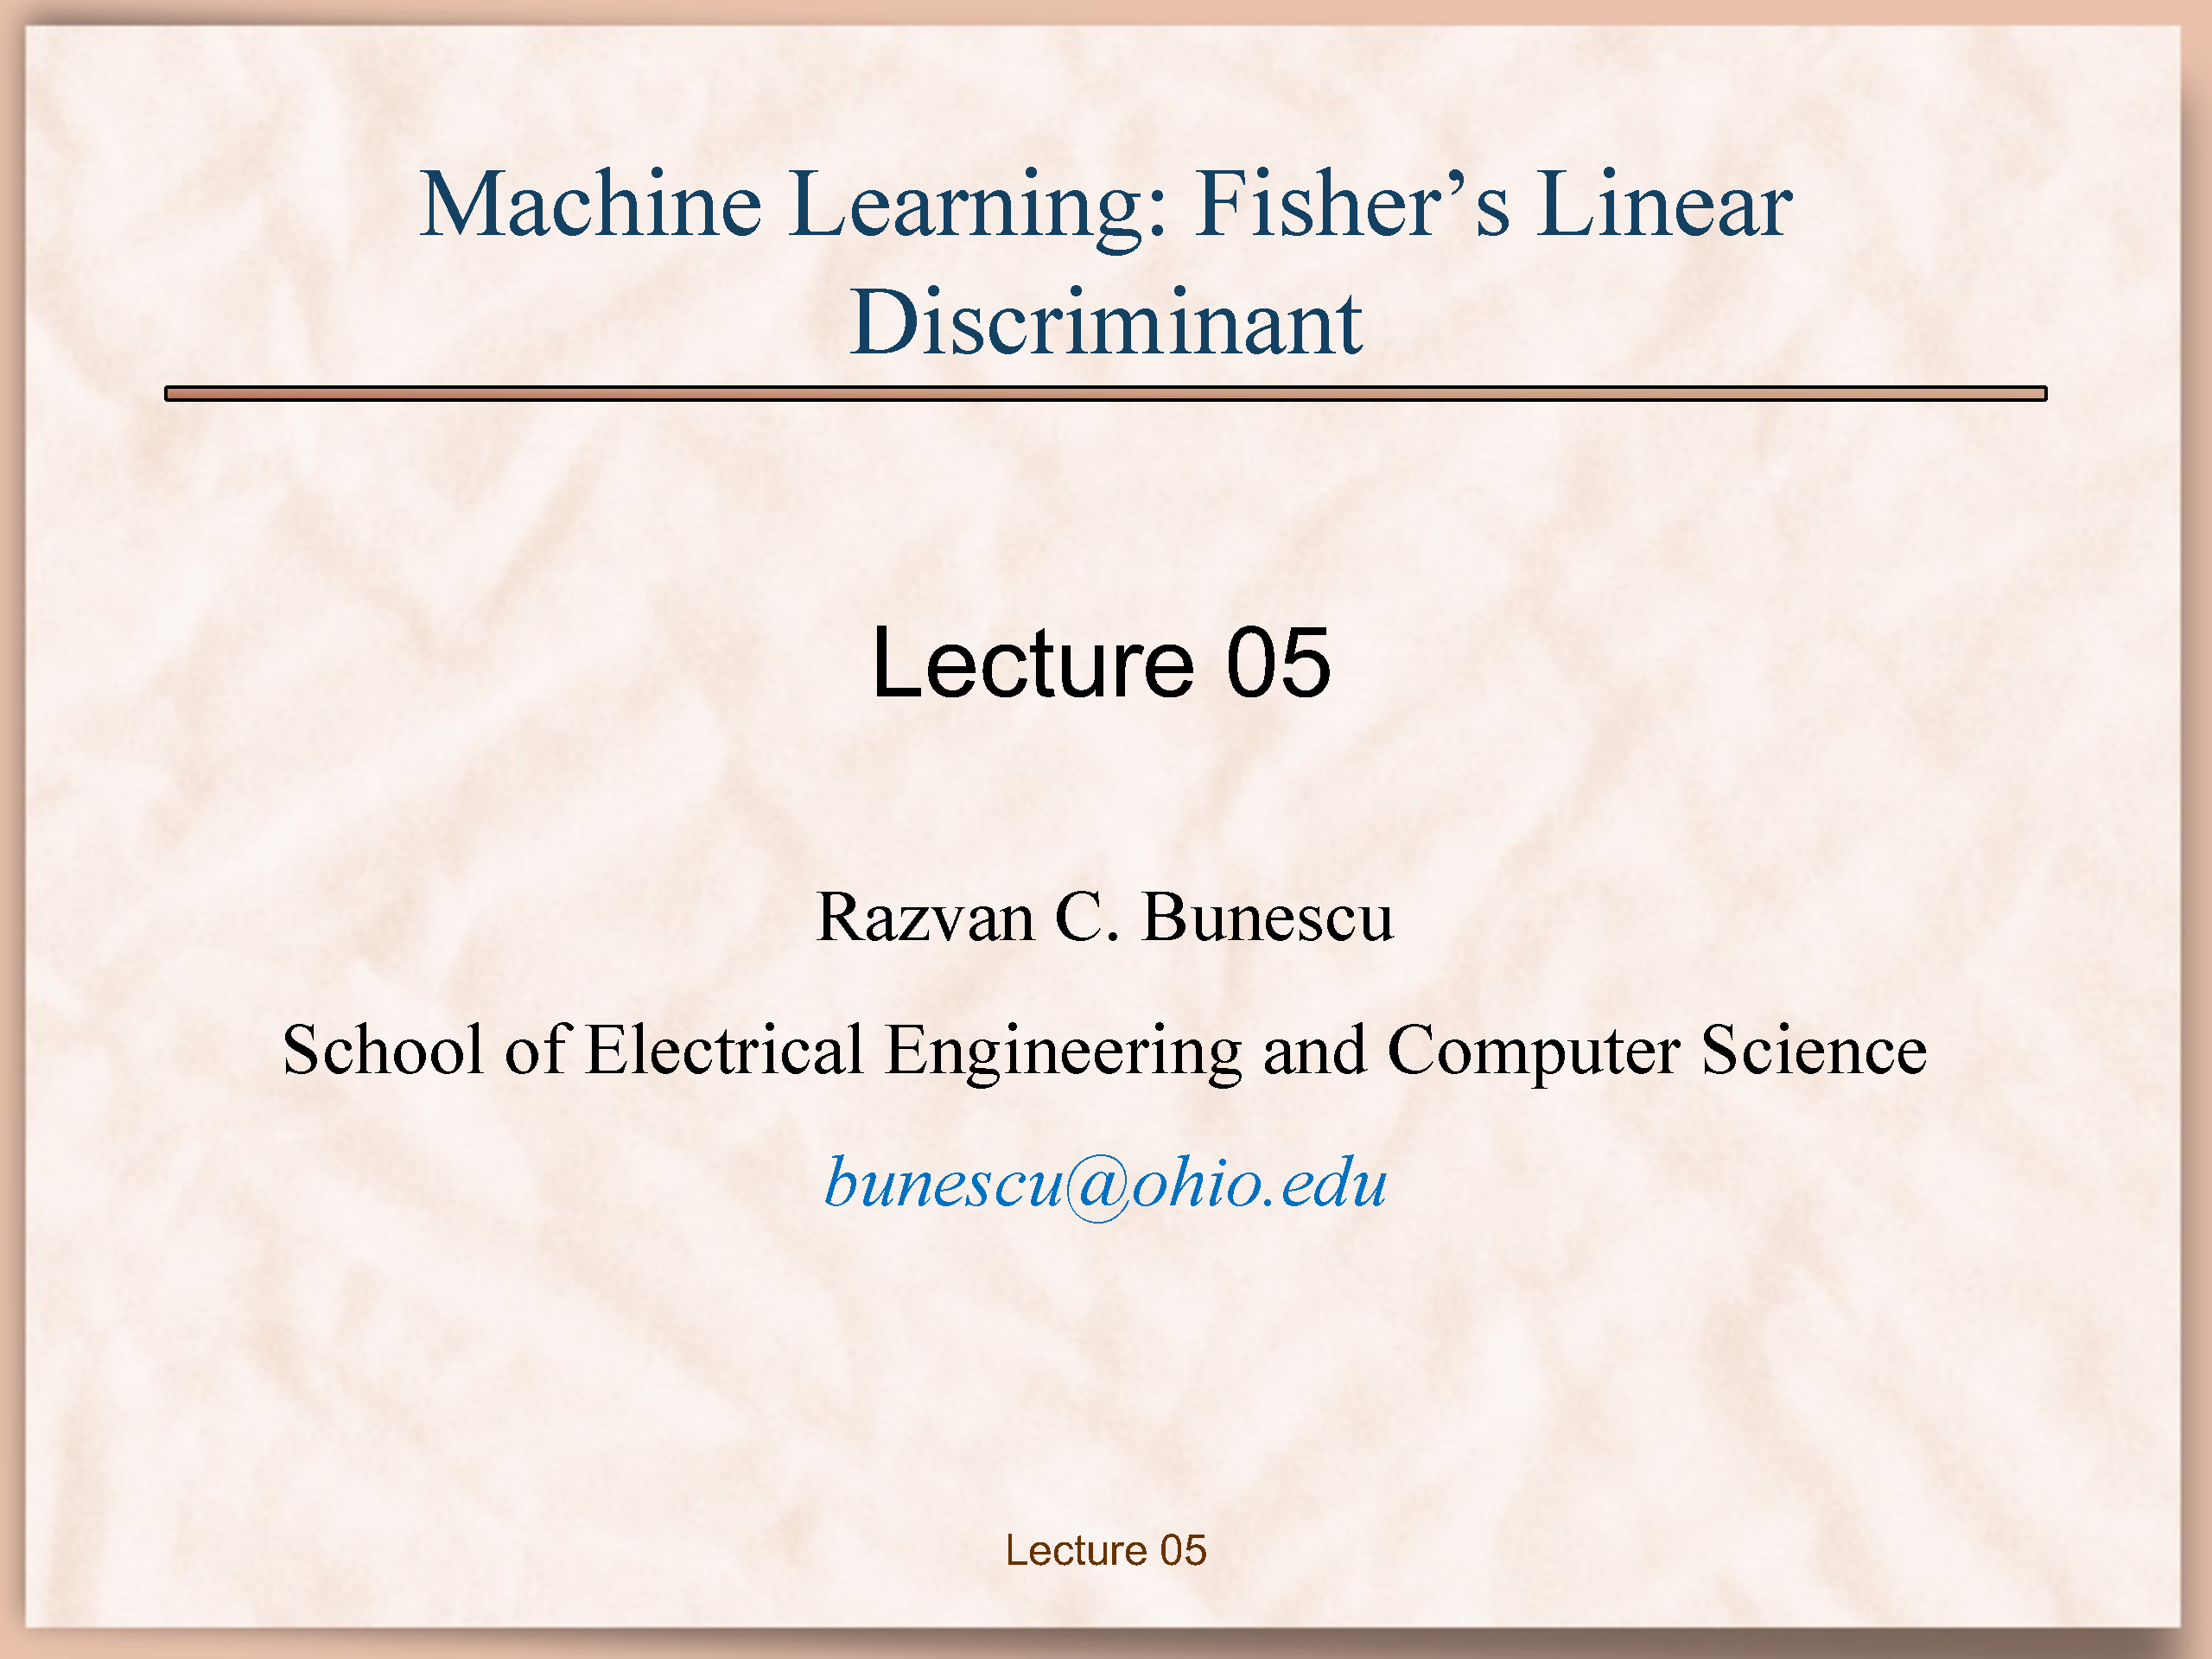 Machine Learning: Fisher’s Linear
Discriminant
Lecture 05
Razvan C. Bunescu
School of Electrical Engineering and Computer Science
bunescu@ohio.edu
Lecture 05